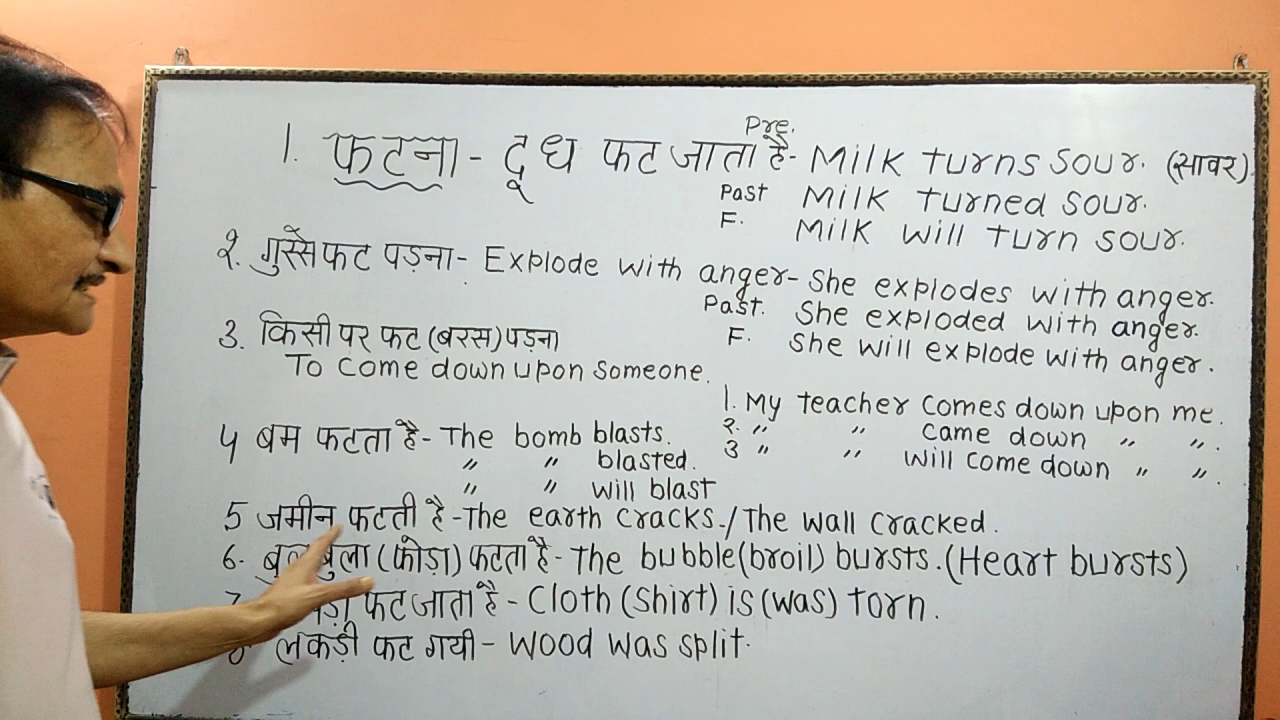 Pre.
1. फटना - दूध फट जाता है - Milk turns sour. (सावर)
Past Milk turned sour.
F. Milk will turn sour.
२. गुस्से फट पड़ना - Explode with anger - She explodes with anger.
Past. She exploded with anger.
F. She will explode with anger.
3. किसी पर फट (बरस) पड़ना
To come down upon someone.
1. My teacher comes down upon me.
२. " " came down " ".
3 " " will come down " ".
4 बम फटता है - The bomb blasts.
" " blasted.
" " will blast
5 जमीन फटती है - The earth cracks. / The wall cracked.
6. (फोड़ा) फटता है - The bubble (broil) bursts. (Heart bursts)
7 फट जाता है - Cloth (Shirt) is (was) torn.
8 लकड़ी फट गयी - Wood was split.